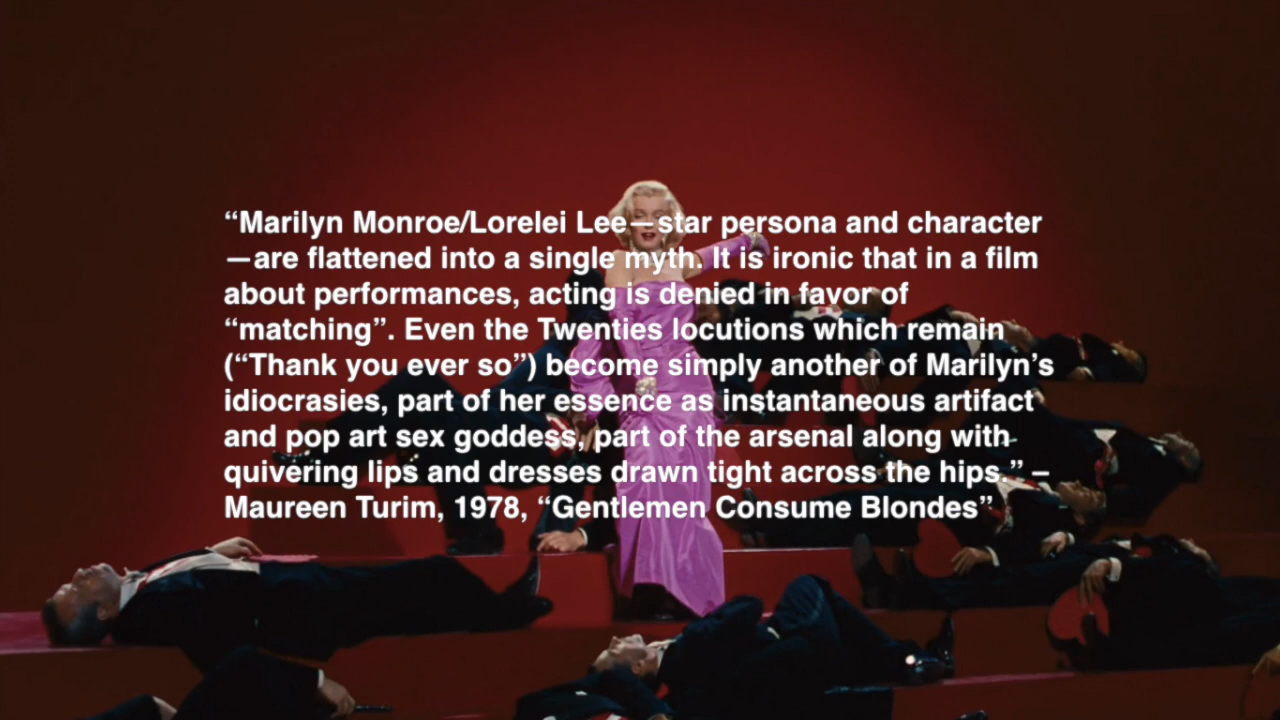 “Marilyn Monroe/Lorelei Lee—star persona and character
—are flattened into a single myth. It is ironic that in a film
about performances, acting is denied in favor of
“matching”. Even the Twenties locutions which remain
(“Thank you ever so”) become simply another of Marilyn’s
idiocrasies, part of her essence as instantaneous artifact
and pop art sex goddess, part of the arsenal along with
quivering lips and dresses drawn tight across the hips.” –
Maureen Turim, 1978, “Gentlemen Consume Blondes”